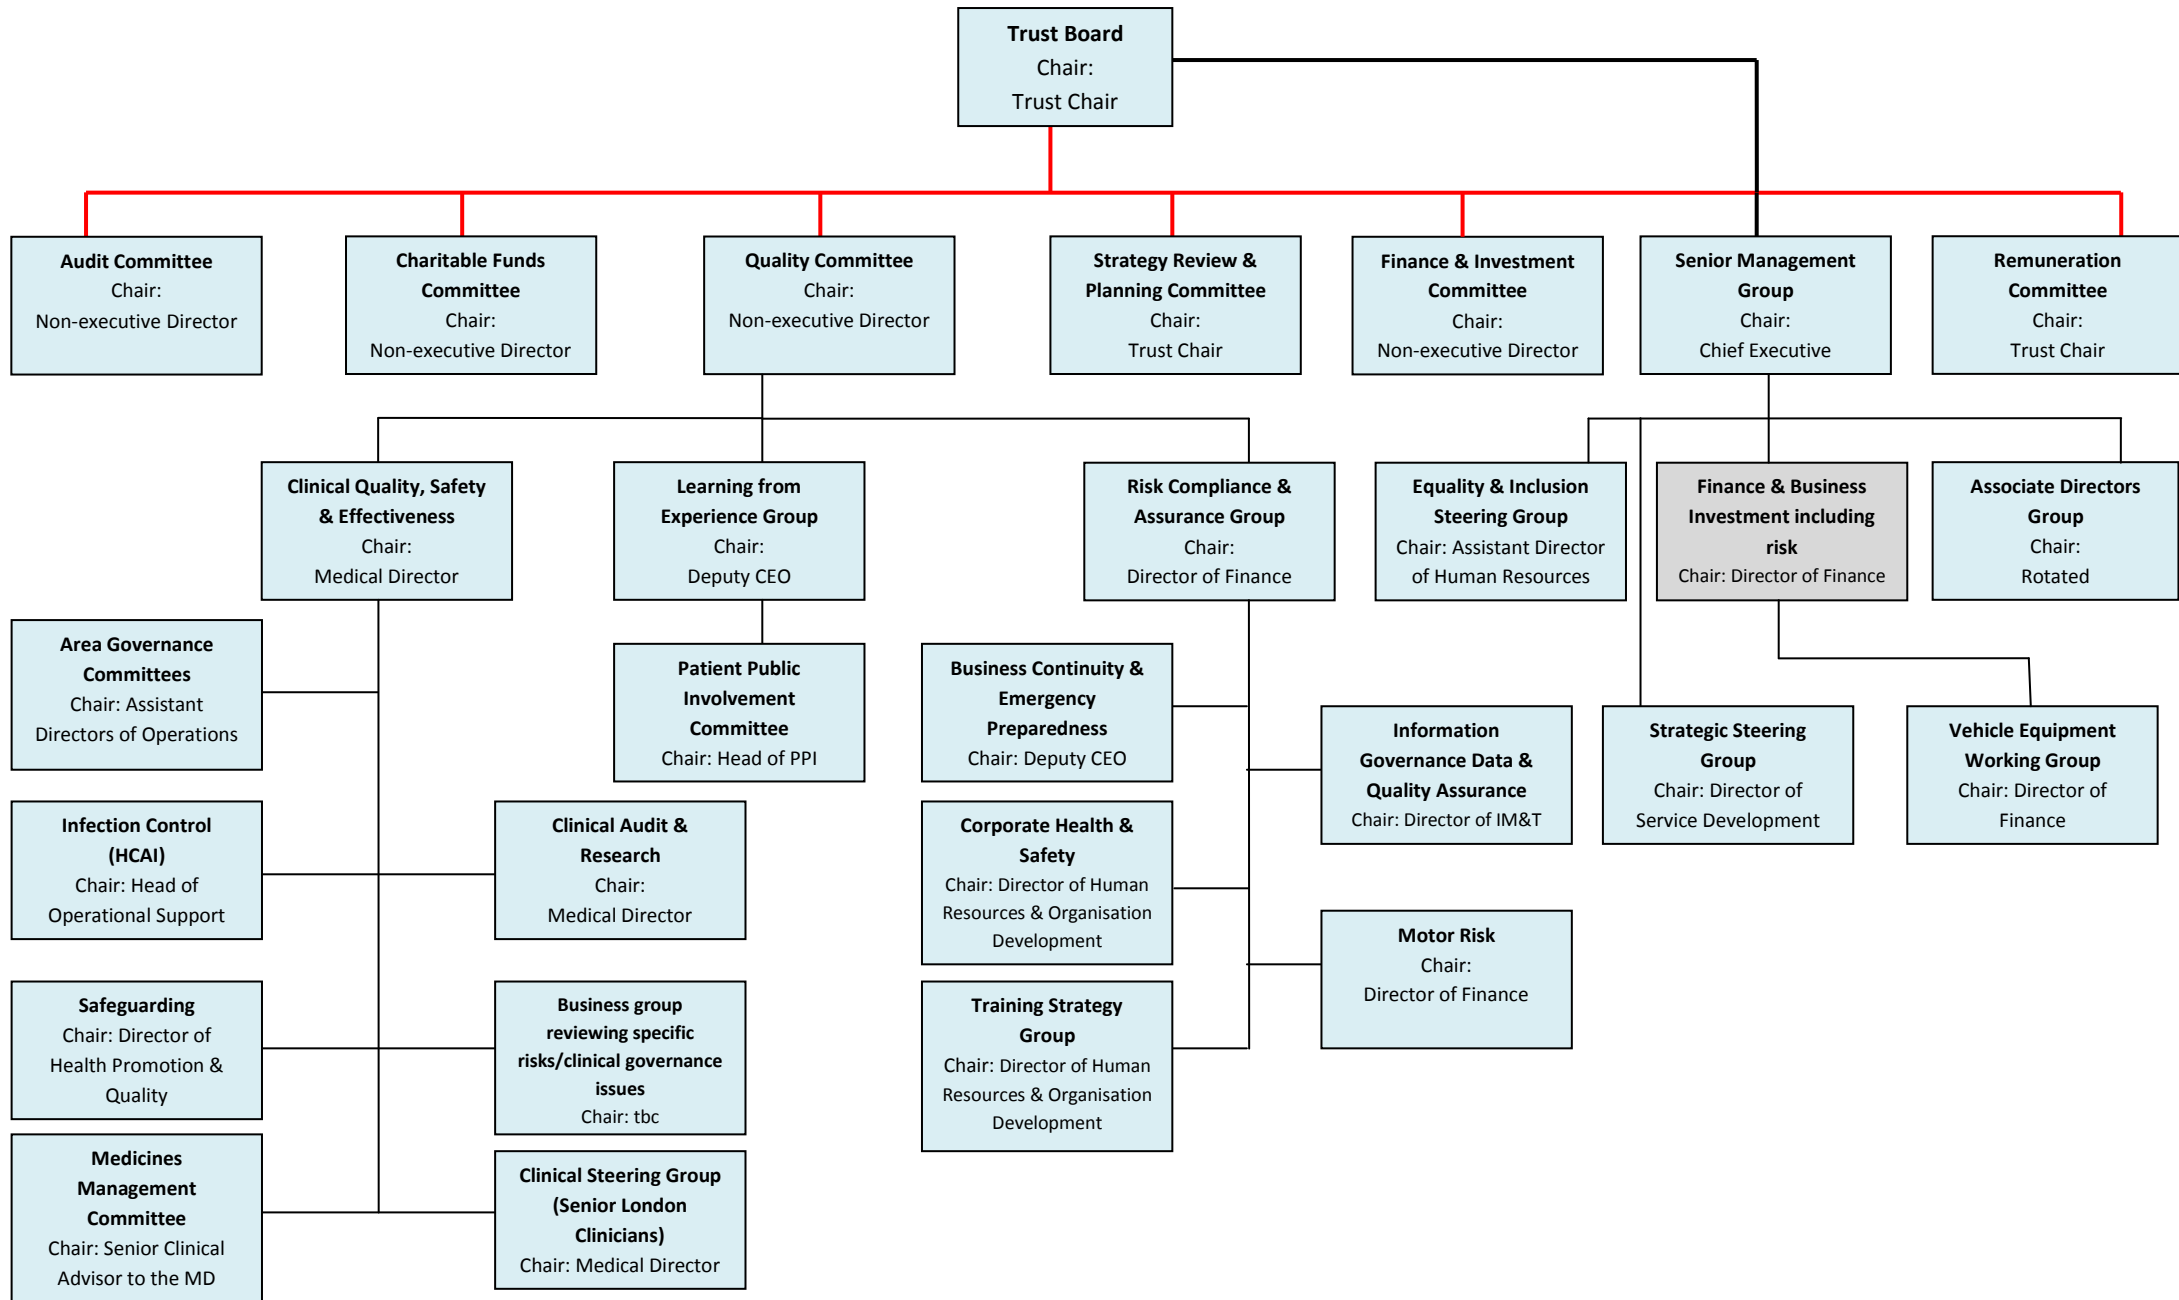 Trust Board
Chair:
Trust Chair
Audit Committee
Chair:
Non-executive Director
Charitable Funds
Committee
Chair:
Non-executive Director
Quality Committee
Chair:
Non-executive Director
Strategy Review &
Planning Committee
Chair:
Trust Chair
Finance & Investment
Committee
Chair:
Non-executive Director
Senior Management
Group
Chair:
Chief Executive
Remuneration
Committee
Chair:
Trust Chair
Clinical Quality, Safety
& Effectiveness
Chair:
Medical Director
Learning from
Experience Group
Chair:
Deputy CEO
Risk Compliance &
Assurance Group
Chair:
Director of Finance
Equality & Inclusion
Steering Group
Chair: Assistant Director
of Human Resources
Finance & Business
Investment including
risk
Chair: Director of Finance
Associate Directors
Group
Chair:
Rotated
Area Governance
Committees
Chair: Assistant
Directors of Operations
Patient Public
Involvement
Committee
Chair: Head of PPI
Business Continuity &
Emergency
Preparedness
Chair: Deputy CEO
Information
Governance Data &
Quality Assurance
Chair: Director of IM&T
Strategic Steering
Group
Chair: Director of
Service Development
Vehicle Equipment
Working Group
Chair: Director of
Finance
Infection Control
(HCAI)
Chair: Head of
Operational Support
Clinical Audit &
Research
Chair:
Medical Director
Corporate Health &
Safety
Chair: Director of Human
Resources & Organisation
Development
Motor Risk
Chair:
Director of Finance
Safeguarding
Chair: Director of
Health Promotion &
Quality
Business group
reviewing specific
risks/clinical governance
issues
Chair: tbc
Training Strategy
Group
Chair: Director of Human
Resources & Organisation
Development
Medicines
Management
Committee
Chair: Senior Clinical
Advisor to the MD
Clinical Steering Group
(Senior London
Clinicians)
Chair: Medical Director